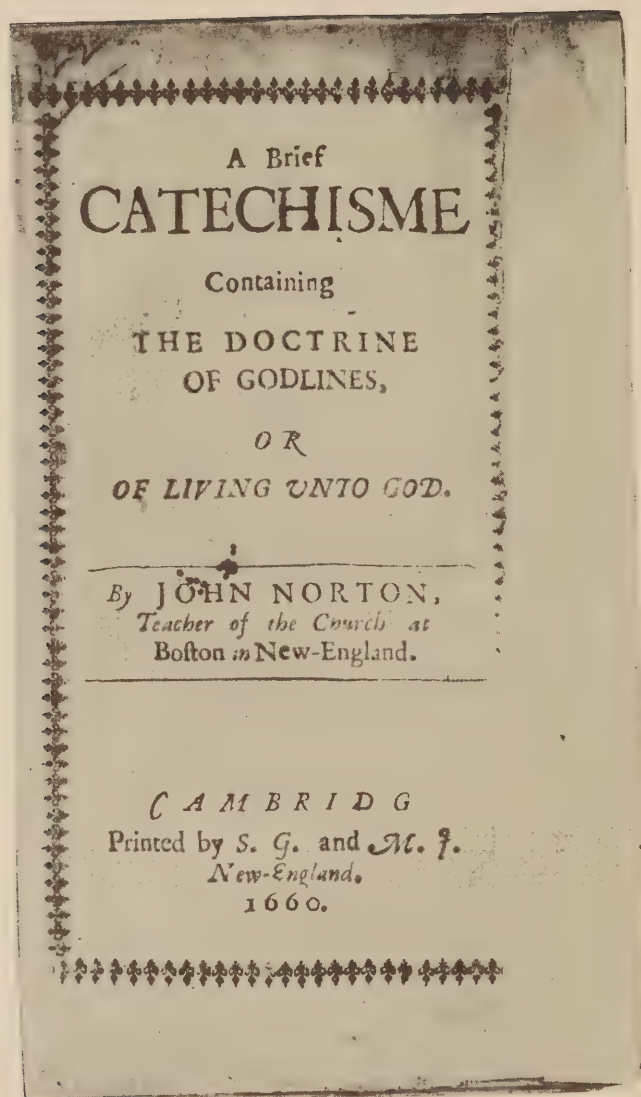 A Brief
CATECHISME
Containing
THE DOCTRINE
OF GODLINES,
OR
OF LIVING VNTO GOD.
By JOHN NORTON,
Teacher of the Church at
Boſton in New-England.
CAMBRIDG
Printed by S. G. and M. J.
New-England.
1660.